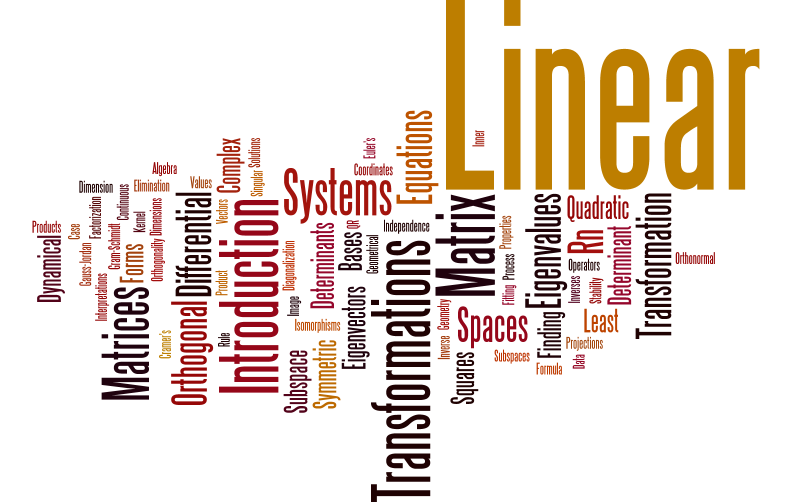 Linear
Inner
Equations
Euler's
Coordinates
Systems
Singular
Solutions
Complex
Values
Algebra
Elimination
Dimension
Continuous
Factorization
Products
Case
Dynamical
Gauss-Jordan
Gram-Schmidt
Kernel
Dimensions
Orthogonality
Forms
Interpretations
Matrices
Differential
Vectors
Introduction
Product
Orthogonal
Cramer's
Rule
Diagonalization
Image
Determinants
Bases
QR
Geometrical
Independence
Isomorphisms
Eigenvectors
Subspace
Symmetric
Transformations
Matrix
Properties
Process
Fitting
Eigenvalues
Quadratic
Rn
Operators
Inverses
Stability
Determinant
Transformation
Orthonormal
Geometry
Inverse
Spaces
Subspaces
Squares
Finding
Least
Projections
Formula
Data